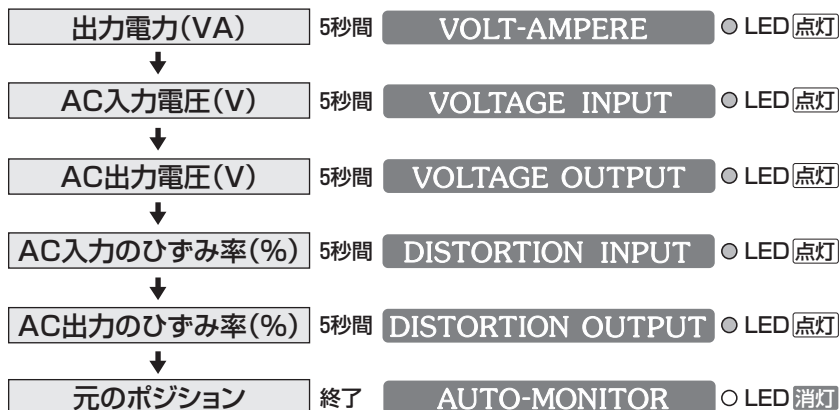 出力電力(VA) 5秒間 VOLT-AMPERE LED 点灯
AC入力電圧(V) 5秒間 VOLTAGE INPUT LED 点灯
AC出力電圧(V) 5秒間 VOLTAGE OUTPUT LED 点灯
AC入力のひずみ率(%) 5秒間 DISTORTION INPUT LED 点灯
AC出力のひずみ率(%) 5秒間 DISTORTION OUTPUT LED 点灯
元のポジション 終了 AUTO-MONITOR LED 消灯